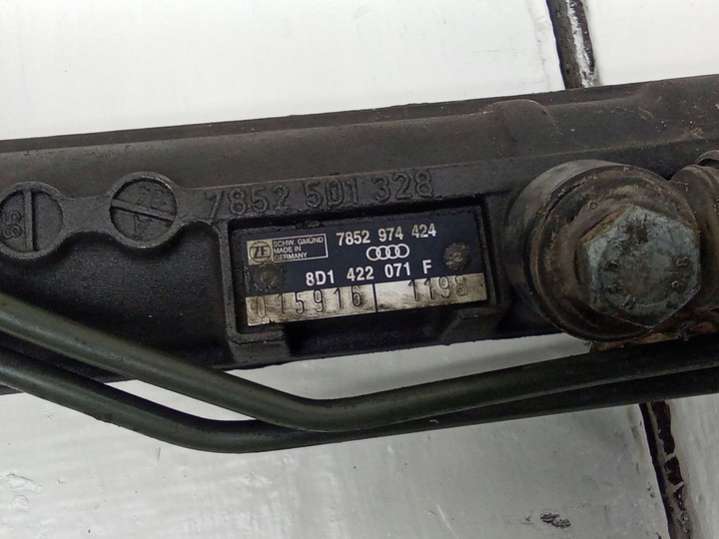 7852 501 328
ZF SCHW. GMÜND
MADE IN
GERMANY
7852 974 424
8D1 422 071 F
015916 1198